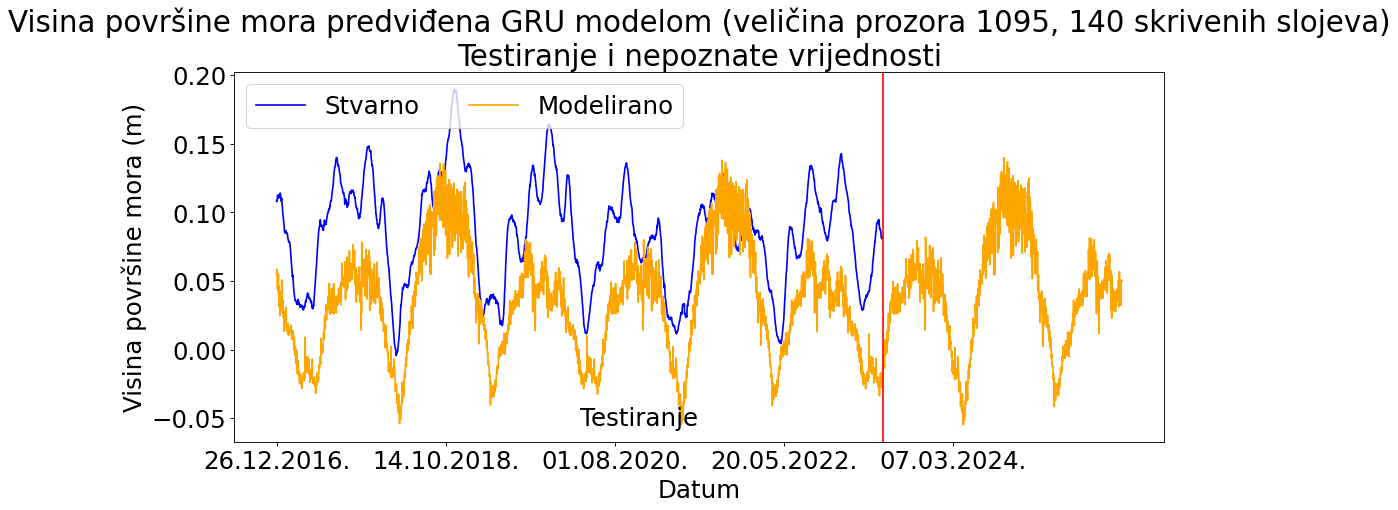 Visina površine mora predviđena GRU modelom (veličina prozora 1095, 140 skrivenih slojeva)
Testiranje i nepoznate vrijednosti
Stvarno Modelirano
Visina površine mora (m)
0.20
0.15
0.10
0.05
0.00
−0.05
Testiranje
26.12.2016. 14.10.2018. 01.08.2020. 20.05.2022. 07.03.2024.
Datum